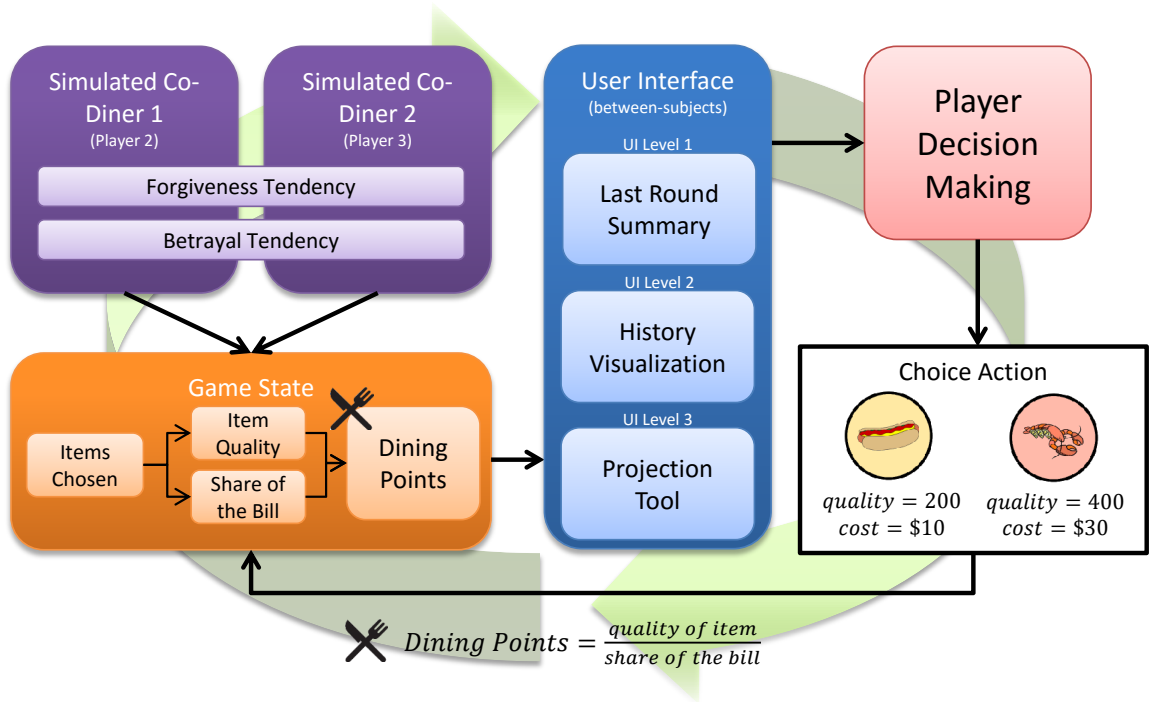 Simulated Co-
Diner 1
(Player 2)
Simulated Co-
Diner 2
(Player 3)
Forgiveness Tendency
Betrayal Tendency
Game State
Items
Chosen
Item
Quality
Share of
the Bill
Dining
Points
User Interface
(between-subjects)
UI Level 1
Last Round
Summary
UI Level 2
History
Visualization
UI Level 3
Projection
Tool
Player
Decision
Making
Choice Action
quality = 200
cost = $10
quality = 400
cost = $30
Dining Points = quality of item
share of the bill